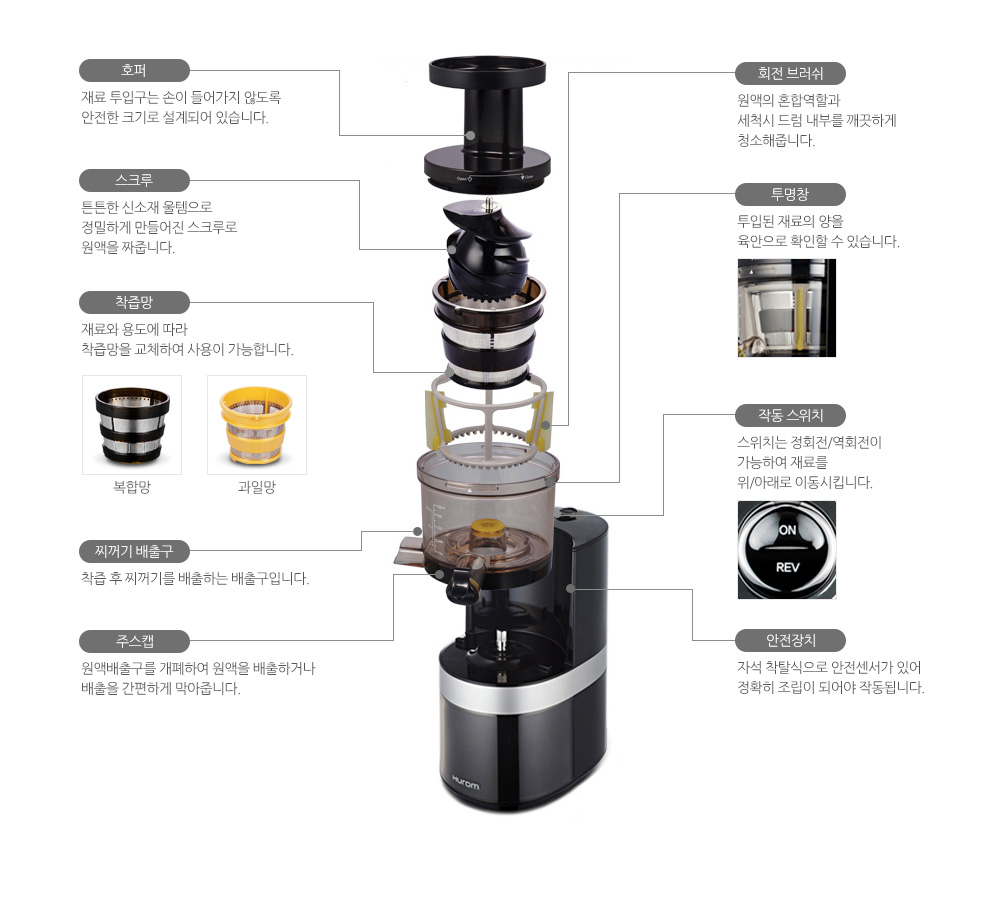 호퍼
재료 투입구는 손이 들어가지 않도록
안전한 크기로 설계되어 있습니다.
스크루
튼튼한 신소재 울템으로
정밀하게 만들어진 스크루로
원액을 짜줍니다.
착즙망
재료와 용도에 따라
착즙망을 교체하여 사용이 가능합니다.
복합망
과일망
찌꺼기 배출구
착즙 후 찌꺼기를 배출하는 배출구입니다.
주스캡
원액배출구를 개폐하여 원액을 배출하거나
배출을 간편하게 막아줍니다.
Open
Close
Hurom
회전 브러쉬
원액의 혼합역할과
세척시 드럼 내부를 깨끗하게
청소해줍니다.
투명창
투입된 재료의 양을
육안으로 확인할 수 있습니다.
작동 스위치
스위치는 정회전/역회전이
가능하여 재료를
위/아래로 이동시킵니다.
ON
REV
안전장치
자석 착탈식으로 안전센서가 있어
정확히 조립이 되어야 작동됩니다.